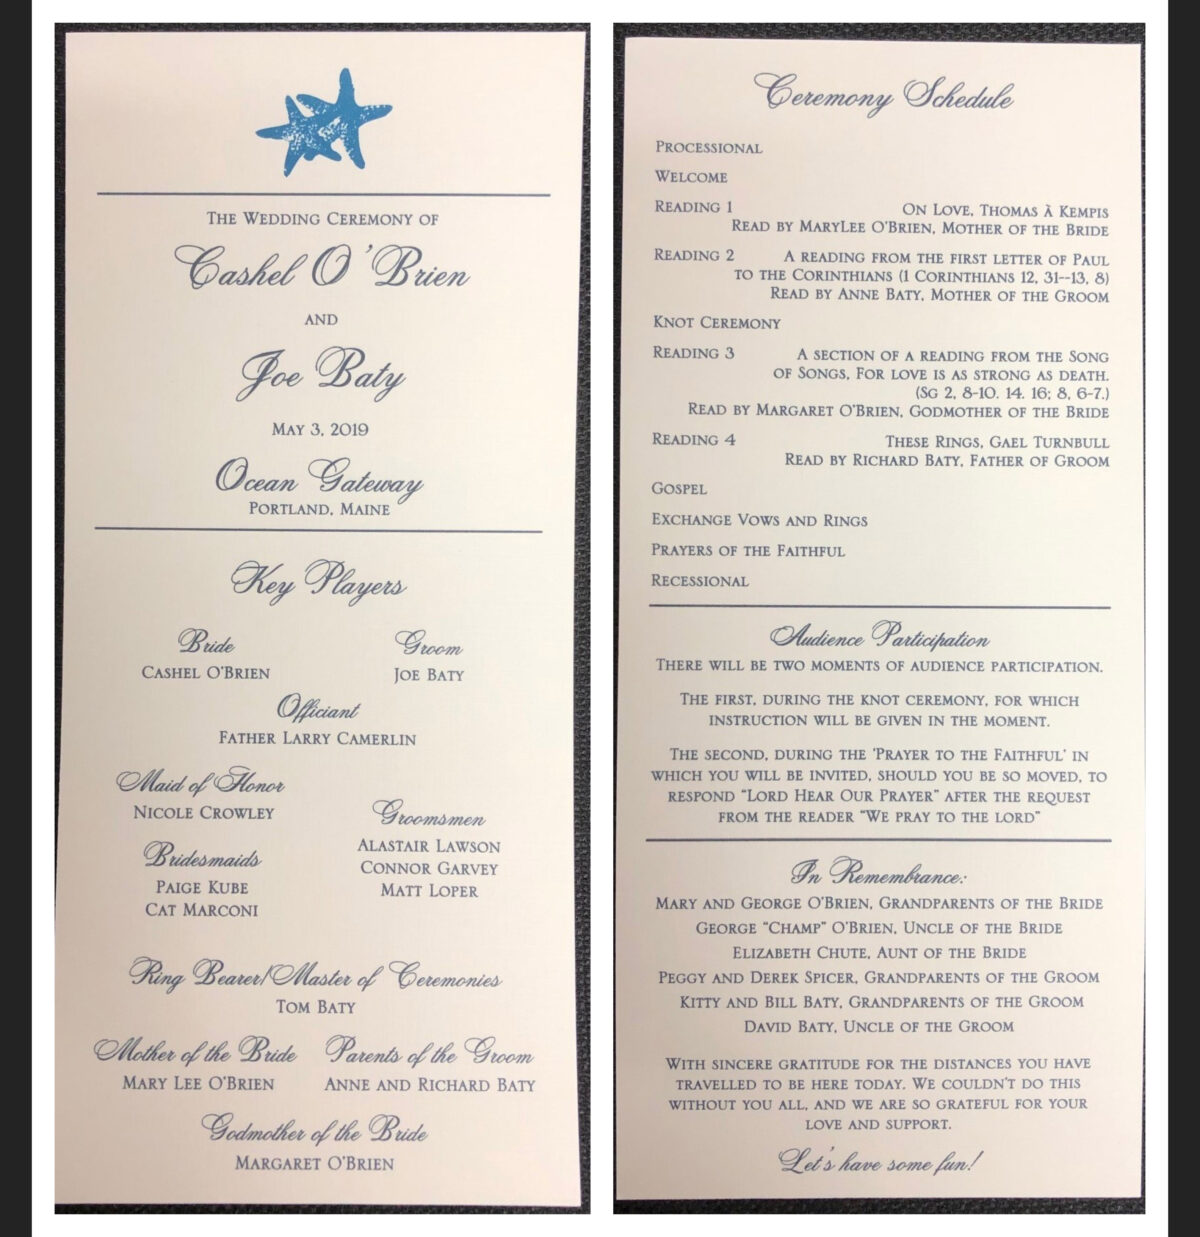 The Wedding Ceremony of
Cashel O'Brien
and
Joe Baty
May 3, 2019
Ocean Gateway
Portland, Maine
Key Players
Bride
Cashel O'Brien
Groom
Joe Baty
Officiant
Father Larry Camerlin
Maid of Honor
Nicole Crowley
Bridesmaids
Paige Kube
Cat Marconi
Groomsmen
Alastair Lawson
Connor Garvey
Matt Loper
Ring Bearer/Master of Ceremonies
Tom Baty
Mother of the Bride
Mary Lee O'Brien
Parents of the Groom
Anne and Richard Baty
Godmother of the Bride
Margaret O'Brien
Ceremony Schedule
Processional
Welcome
Reading 1 On Love, Thomas à Kempis
Read by MaryLee O'Brien, Mother of the Bride
Reading 2 A reading from the first letter of Paul
to the Corinthians (1 Corinthians 12, 31--13, 8)
Read by Anne Baty, Mother of the Groom
Knot Ceremony
Reading 3 A section of a reading from the Song
of Songs, For love is as strong as death.
(Sg 2, 8-10. 14. 16; 8, 6-7.)
Read by Margaret O'Brien, Godmother of the Bride
Reading 4 These Rings, Gael Turnbull
Read by Richard Baty, Father of Groom
Gospel
Exchange Vows and Rings
Prayers of the Faithful
Recessional
Audience Participation
There will be two moments of audience participation.
The first, during the knot ceremony, for which
instruction will be given in the moment.
The second, during the 'Prayer to the Faithful' in
which you will be invited, should you be so moved, to
respond "Lord Hear Our Prayer" after the request
from the reader "We pray to the lord"
In Remembrance:
Mary and George O'Brien, Grandparents of the Bride
George "Champ" O'Brien, Uncle of the Bride
Elizabeth Chute, Aunt of the Bride
Peggy and Derek Spicer, Grandparents of the Groom
Kitty and Bill Baty, Grandparents of the Groom
David Baty, Uncle of the Groom
With sincere gratitude for the distances you have
travelled to be here today. We couldn't do this
without you all, and we are so grateful for your
love and support.
Let's have some fun!